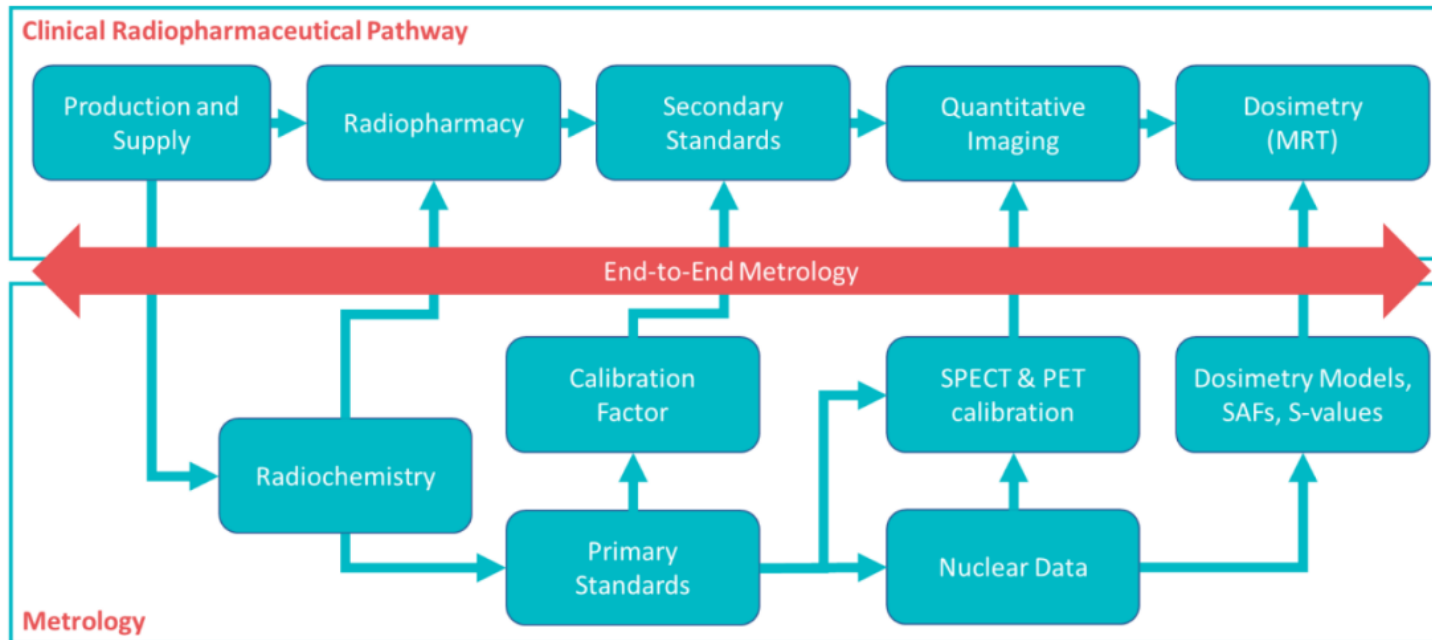 Clinical Radiopharmaceutical Pathway
Production and
Supply
Radiopharmacy
Secondary
Standards
Quantitative
Imaging
Dosimetry
(MRT)
End-to-End Metrology
Calibration
Factor
SPECT & PET
calibration
Dosimetry Models,
SAFs, S-values
Radiochemistry
Primary
Standards
Nuclear Data
Metrology